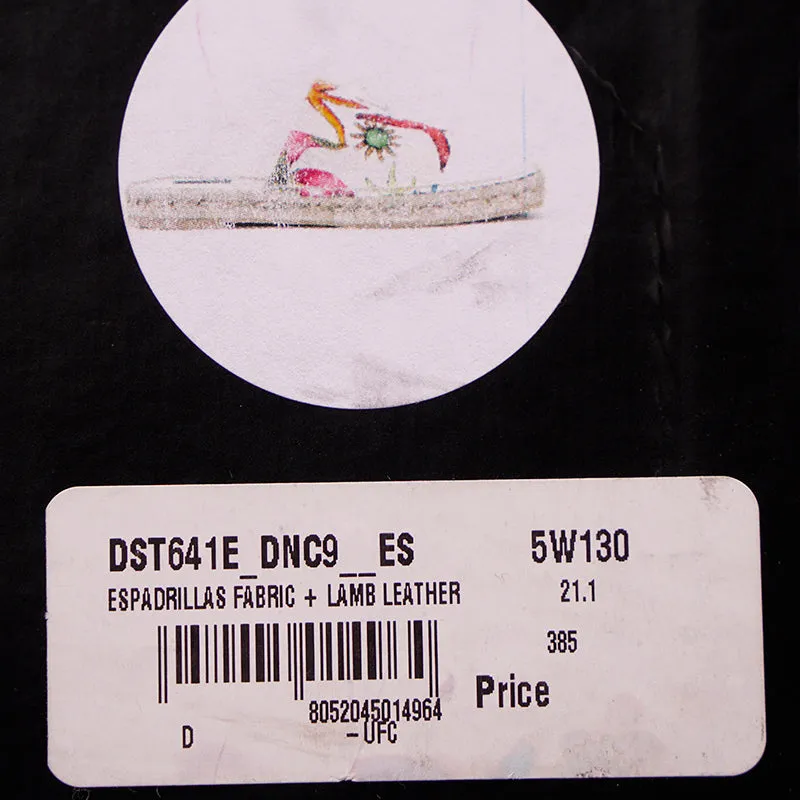 DST641E_DNC9__ES 5W130
ESPADRILLAS FABRIC + LAMB LEATHER 21.1
385
Price
8052045014964
D - UFC